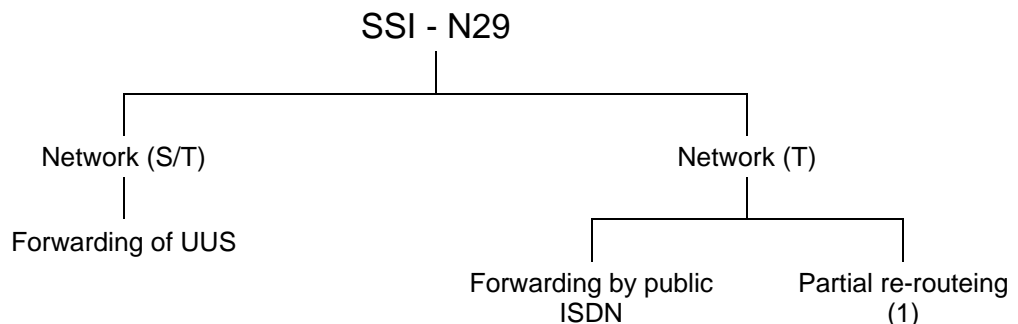 SSI - N29
Network (S/T)
Network (T)
Forwarding of UUS
Forwarding by public
ISDN
Partial re-routeing
(1)